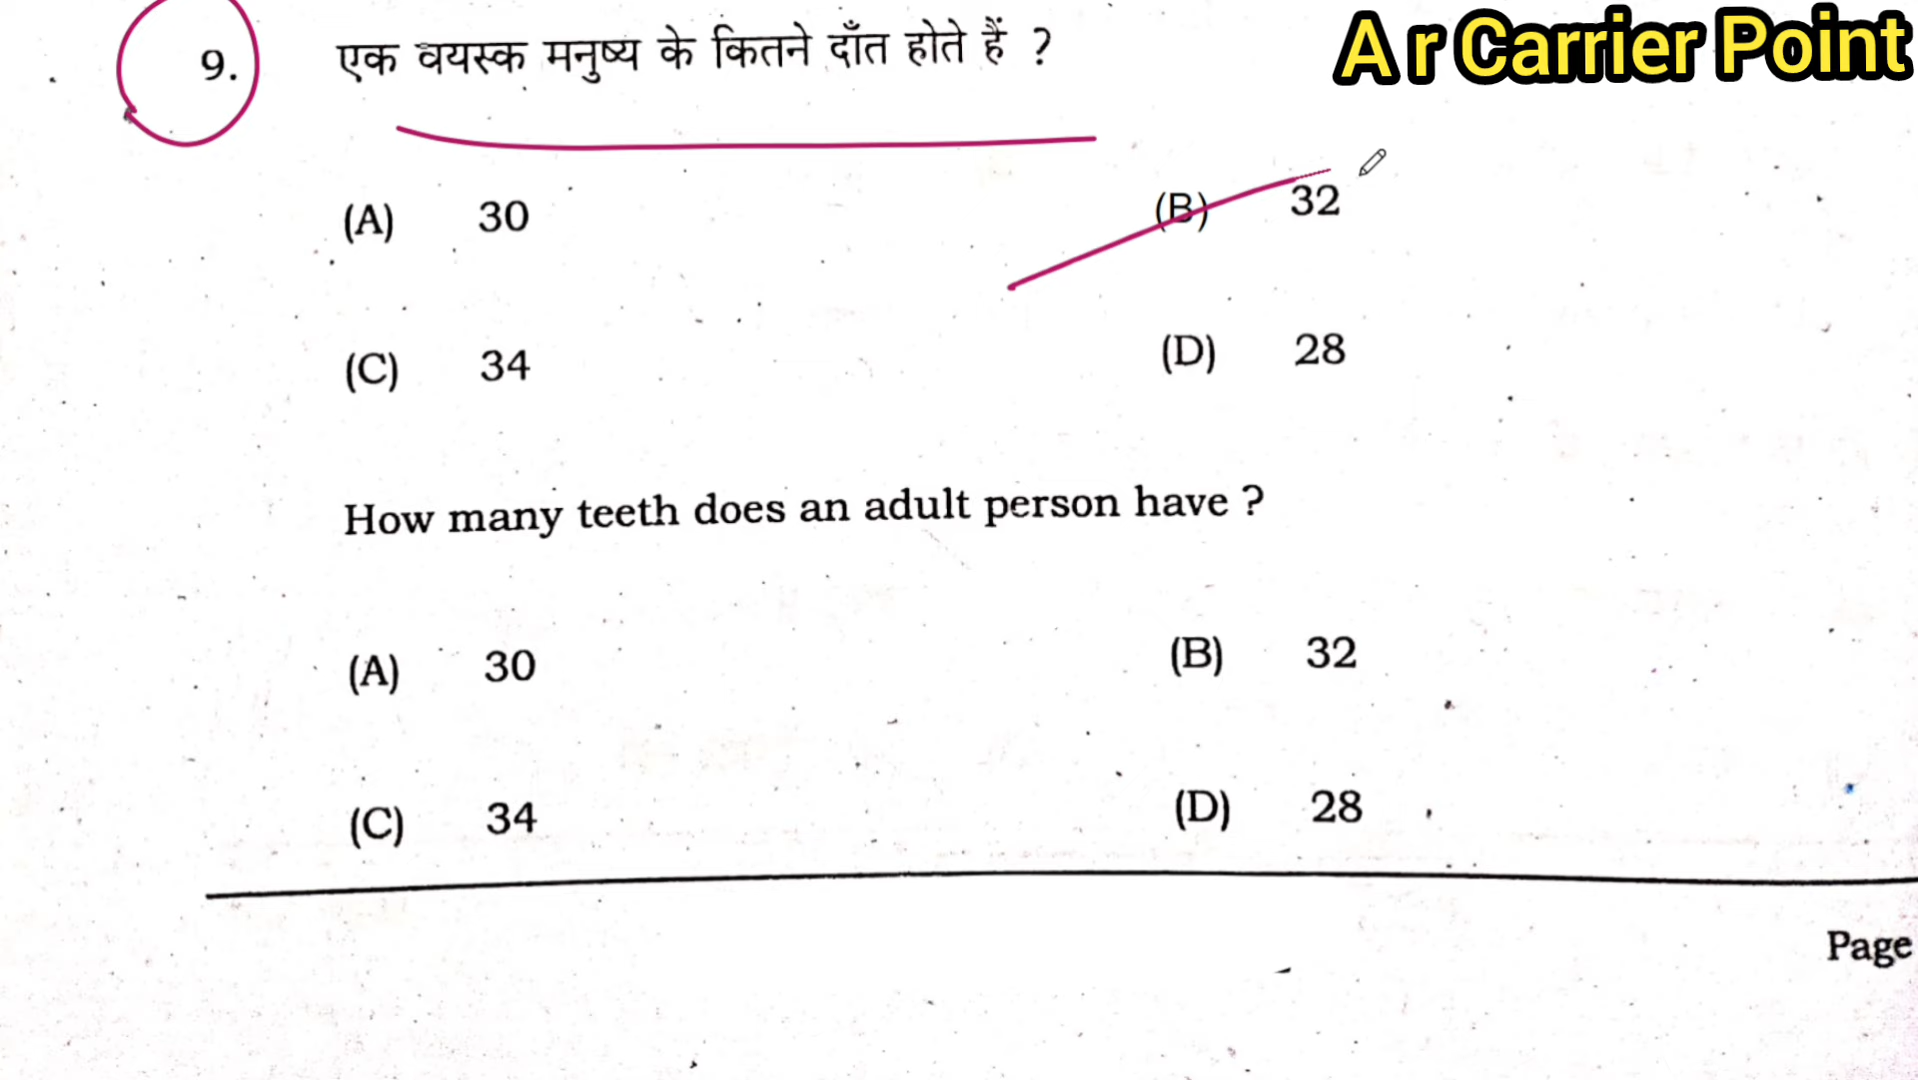 A r Carrier Point
9. एक वयस्क मनुष्य के कितने दाँत होते हैं ?
(A) 30 (B) 32
(C) 34 (D) 28
How many teeth does an adult person have ?
(A) 30 (B) 32
(C) 34 (D) 28
Page